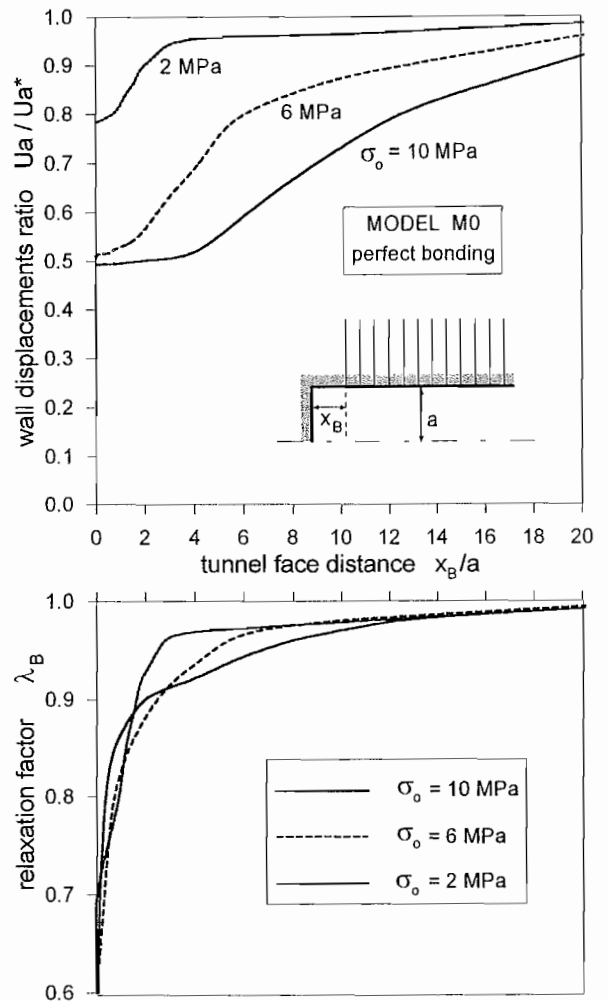 wall displacements ratio Ua / Ua*
1.0
0.9
0.8
0.7
0.6
0.5
0.4
0.3
0.2
0.1
0.0
2 MPa
6 MPa
σo = 10 MPa
MODEL M0
perfect bonding
xB
a
0 2 4 6 8 10 12 14 16 18 20
tunnel face distance xB/a
relaxation factor λB
1.0
0.9
0.8
0.7
0.6
σo = 10 MPa
σo = 6 MPa
σo = 2 MPa